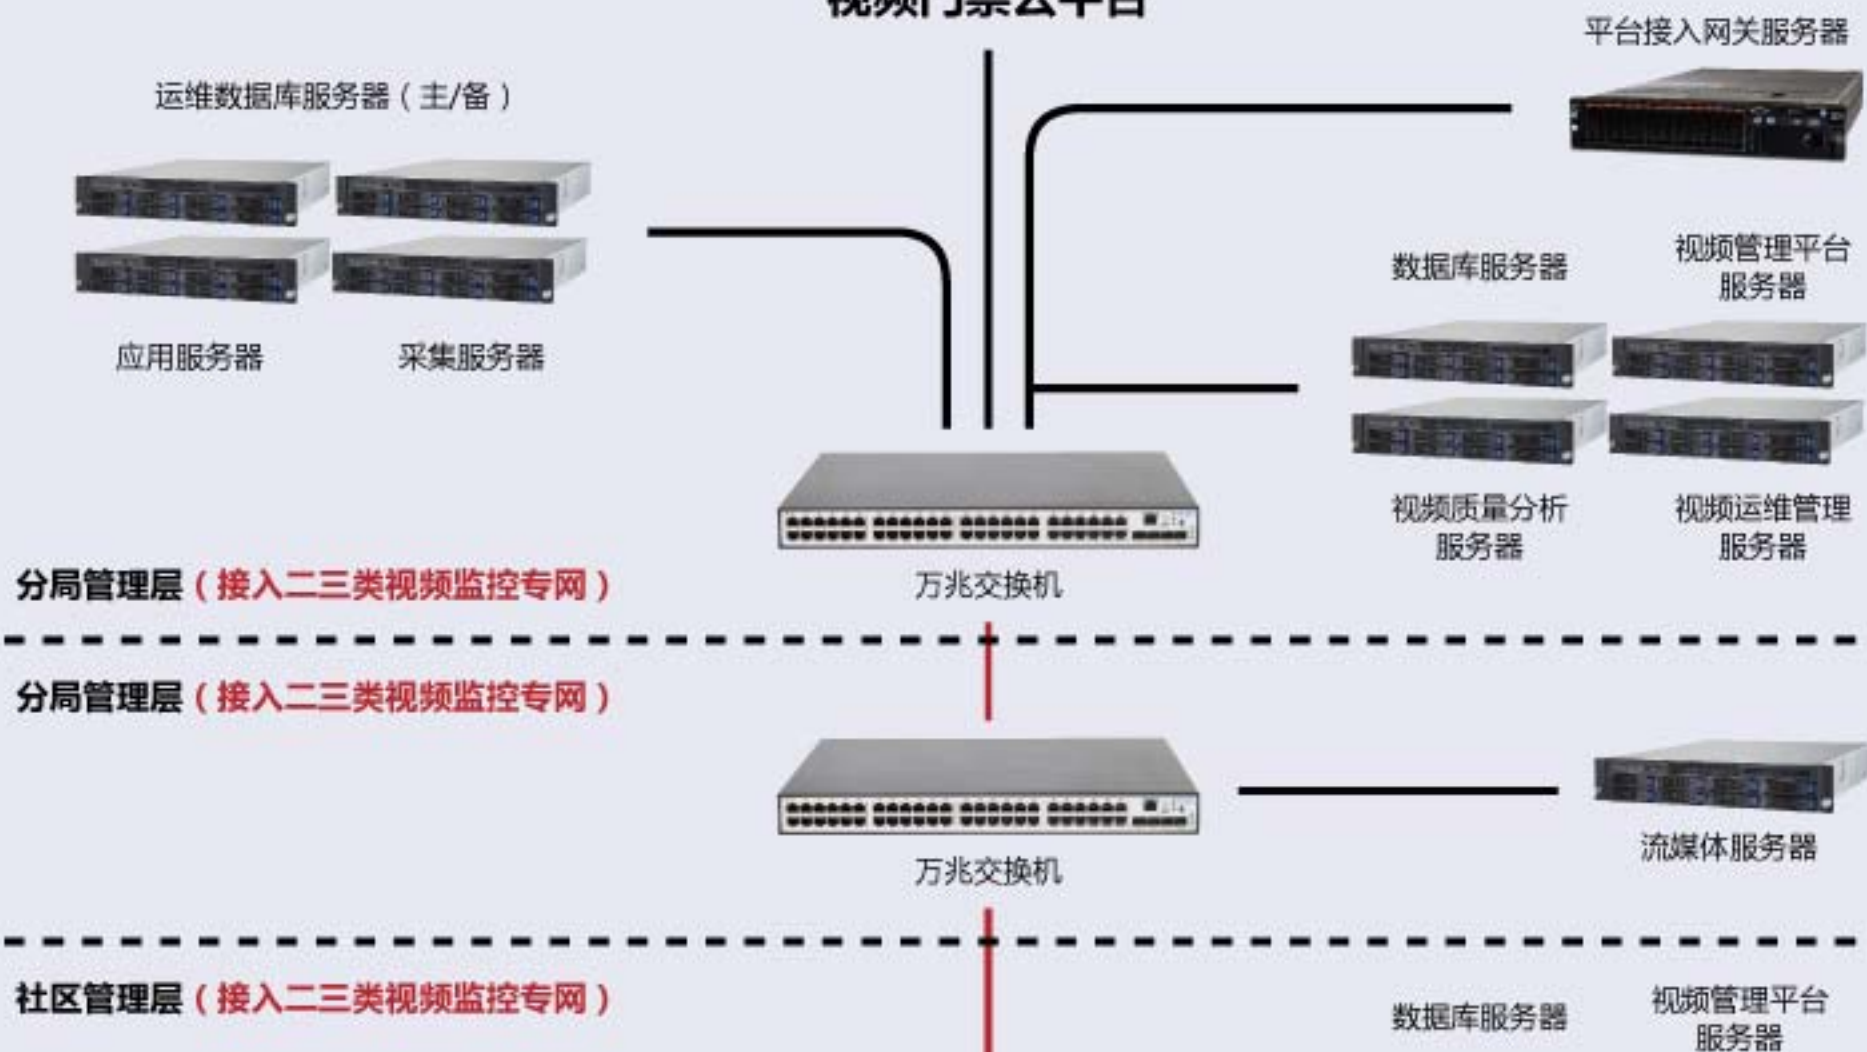 视频门禁云平台
平台接入网关服务器
运维数据库服务器（主/备）
数据库服务器
视频管理平台
服务器
应用服务器
采集服务器
视频质量分析
服务器
视频运维管理
服务器
万兆交换机
分局管理层（接入二三类视频监控专网）
分局管理层（接入二三类视频监控专网）
万兆交换机
流媒体服务器
社区管理层（接入二三类视频监控专网）
数据库服务器
视频管理平台
服务器